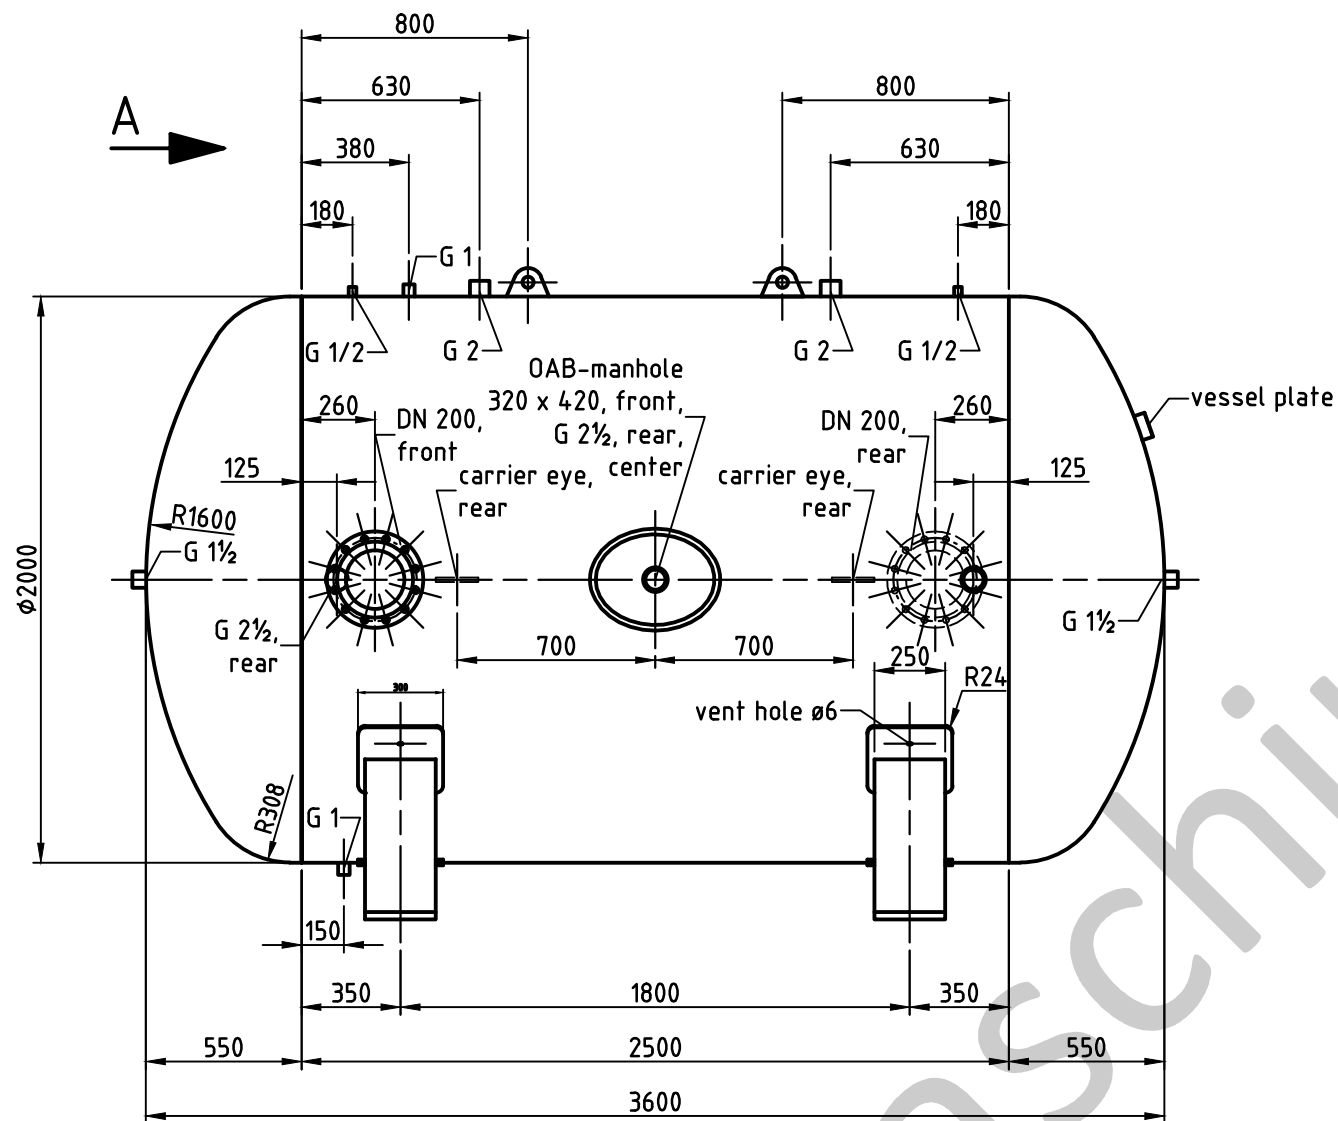 800
630
800
A
380
630
180
180
G 1
G 1/2
G 2
G 2
G 1/2
OAB-manhole
320 x 420, front,
G 2½, rear,
center
vessel plate
260
DN 200,
front
DN 200,
rear
260
125
carrier eye,
rear
carrier eye,
rear
125
R1600
G 1½
ϕ2000
G 2½,
rear
G 1½
700
700
250
300
R24
vent hole ø6
R308
G 1
150
350
1800
350
550
2500
550
3600